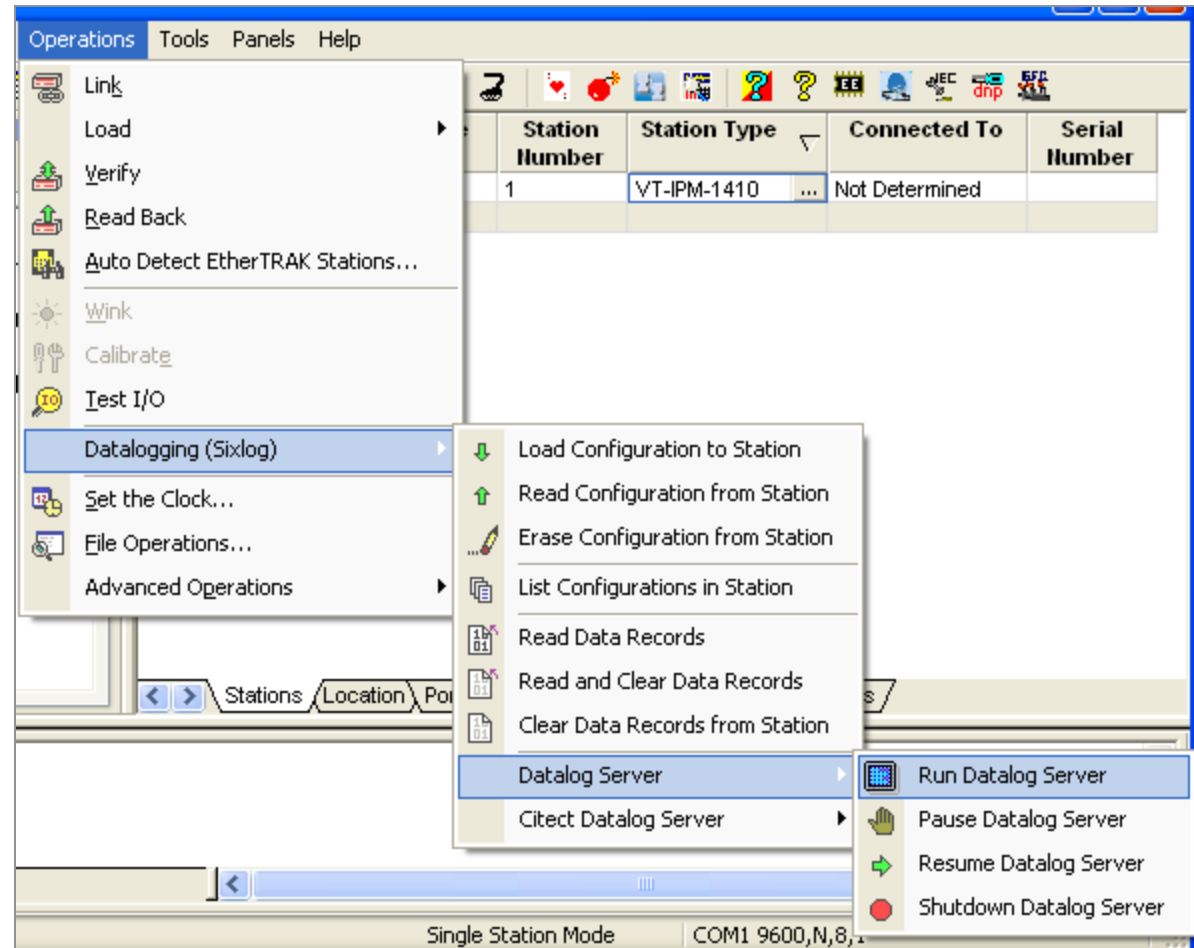 Operations Tools Panels Help
Link
Load
Verify
Read Back
Auto Detect EtherTRAK Stations...
Wink
Calibrate
Test I/O
Datalogging (Sixlog)
Set the Clock...
File Operations...
Advanced Operations
Station Number
Station Type
Connected To
Serial Number
1 VT-IPM-1410 ... Not Determined
Load Configuration to Station
Read Configuration from Station
Erase Configuration from Station
List Configurations in Station
Read Data Records
Read and Clear Data Records
Clear Data Records from Station
Datalog Server
Citect Datalog Server
Run Datalog Server
Pause Datalog Server
Resume Datalog Server
Shutdown Datalog Server
Stations Location
Single Station Mode COM1 9600,N,8,1